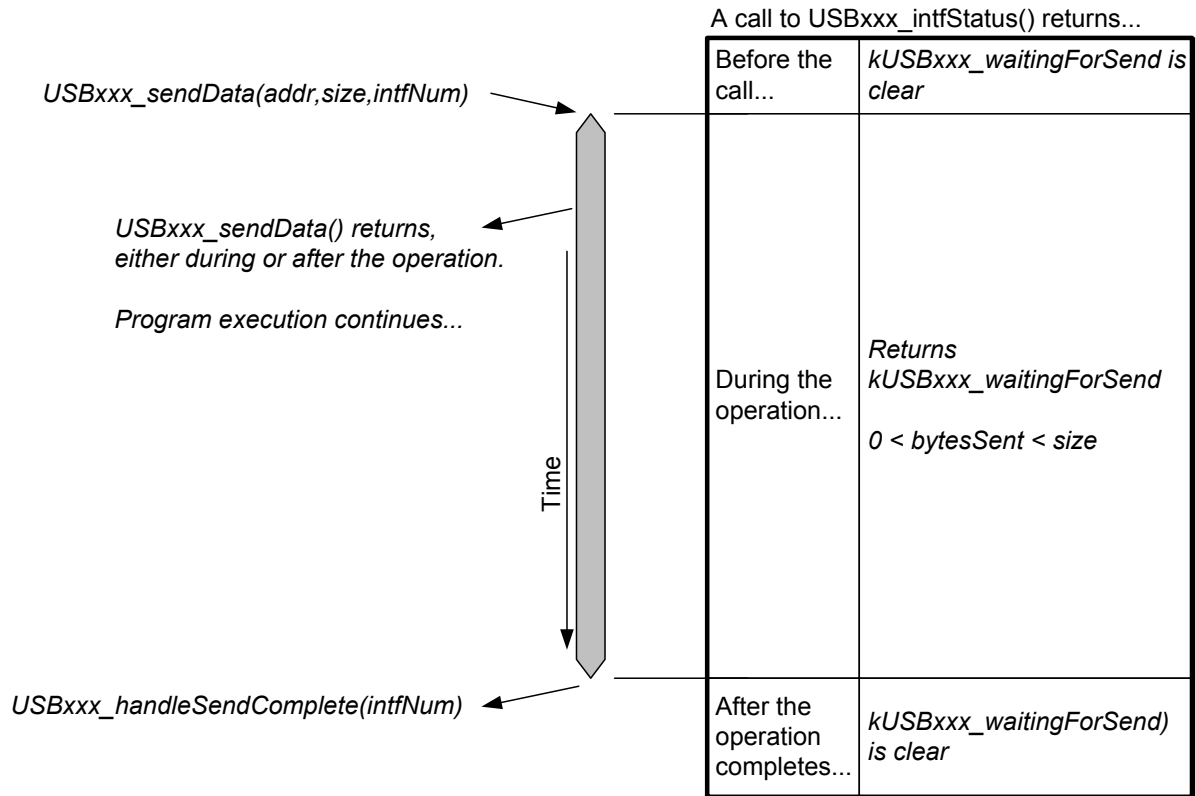 A call to USBxxx_intfStatus() returns...
USBxxx_sendData(addr,size,intfNum)
Before the
call...
kUSBxxx_waitingForSend is
clear
USBxxx_sendData() returns,
either during or after the operation.
Program execution continues...
Time
During the
operation...
Returns
kUSBxxx_waitingForSend
0 < bytesSent < size
USBxxx_handleSendComplete(intfNum)
After the
operation
completes...
kUSBxxx_waitingForSend)
is clear